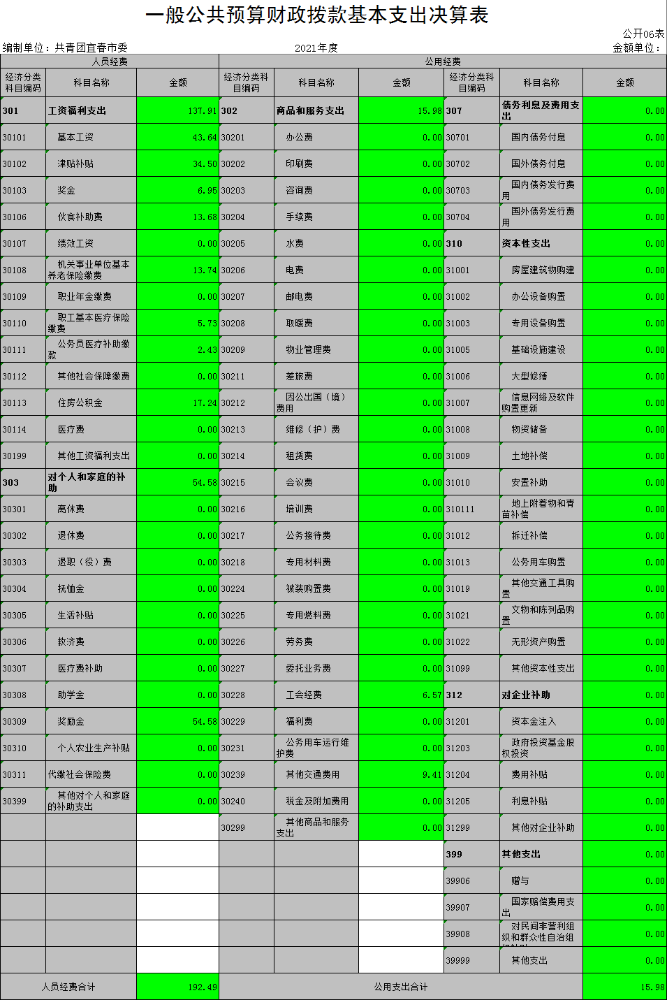 一般公共预算财政拨款基本支出决算表
公开06表
编制单位：共青团宜春市委 2021年度 金额单位：
人员经费 公用经费
经济分类科目编码 科目名称 金额 经济分类科目编码 科目名称 金额 经济分类科目编码 科目名称 金额
301 工资福利支出 137.91 302 商品和服务支出 15.98 307 债务利息及费用支出 0.00
30101 基本工资 43.64 30201 办公费 0.00 30701 国内债务付息 0.00
30102 津贴补贴 34.50 30202 印刷费 0.00 30702 国外债务付息 0.00
30103 奖金 6.95 30203 咨询费 0.00 30703 国内债务发行费用 0.00
30106 伙食补助费 13.68 30204 手续费 0.00 30704 国外债务发行费用 0.00
30107 绩效工资 0.00 30205 水费 0.00 310 资本性支出 0.00
30108 机关事业单位基本养老保险缴费 13.74 30206 电费 0.00 31001 房屋建筑物购建 0.00
30109 职业年金缴费 0.00 30207 邮电费 0.00 31002 办公设备购置 0.00
30110 职工基本医疗保险缴费 5.73 30208 取暖费 0.00 31003 专用设备购置 0.00
30111 公务员医疗补助缴款 2.43 30209 物业管理费 0.00 31005 基础设施建设 0.00
30112 其他社会保障缴费 0.00 30211 差旅费 0.00 31006 大型修缮 0.00
30113 住房公积金 17.24 30212 因公出国（境）费用 0.00 31007 信息网络及软件购置更新 0.00
30114 医疗费 0.00 30213 维修（护）费 0.00 31008 物资储备 0.00
30199 其他工资福利支出 0.00 30214 租赁费 0.00 31009 土地补偿 0.00
303 对个人和家庭的补助 54.58 30215 会议费 0.00 31010 安置补助 0.00
30301 离休费 0.00 30216 培训费 0.00 310111 地上附着物和青苗补偿 0.00
30302 退休费 0.00 30217 公务接待费 0.00 31012 拆迁补偿 0.00
30303 退职（役）费 0.00 30218 专用材料费 0.00 31013 公务用车购置 0.00
30304 抚恤金 0.00 30224 被装购置费 0.00 31019 其他交通工具购置 0.00
30305 生活补贴 0.00 30225 专用燃料费 0.00 31021 文物和陈列品购置 0.00
30306 救济费 0.00 30226 劳务费 0.00 31022 无形资产购置 0.00
30307 医疗费补助 0.00 30227 委托业务费 0.00 31099 其他资本性支出 0.00
30308 助学金 0.00 30228 工会经费 6.57 312 对企业补助 0.00
30309 奖励金 54.58 30229 福利费 0.00 31201 资本金注入 0.00
30310 个人农业生产补贴 0.00 30231 公务用车运行维护费 0.00 31203 政府投资基金股权投资 0.00
30311 代缴社会保险费 0.00 30239 其他交通费用 9.41 31204 费用补贴 0.00
30399 其他对个人和家庭的补助支出 0.00 30240 税金及附加费用 0.00 31205 利息补贴 0.00
30299 其他商品和服务支出 0.00 31299 其他对企业补助 0.00
399 其他支出 0.00
39906 赠与 0.00
39907 国家赔偿费用支出 0.00
39908 对民间非营利组织和群众性自治组 0.00
39999 其他支出 0.00
人员经费合计 192.49 公用支出合计 15.98